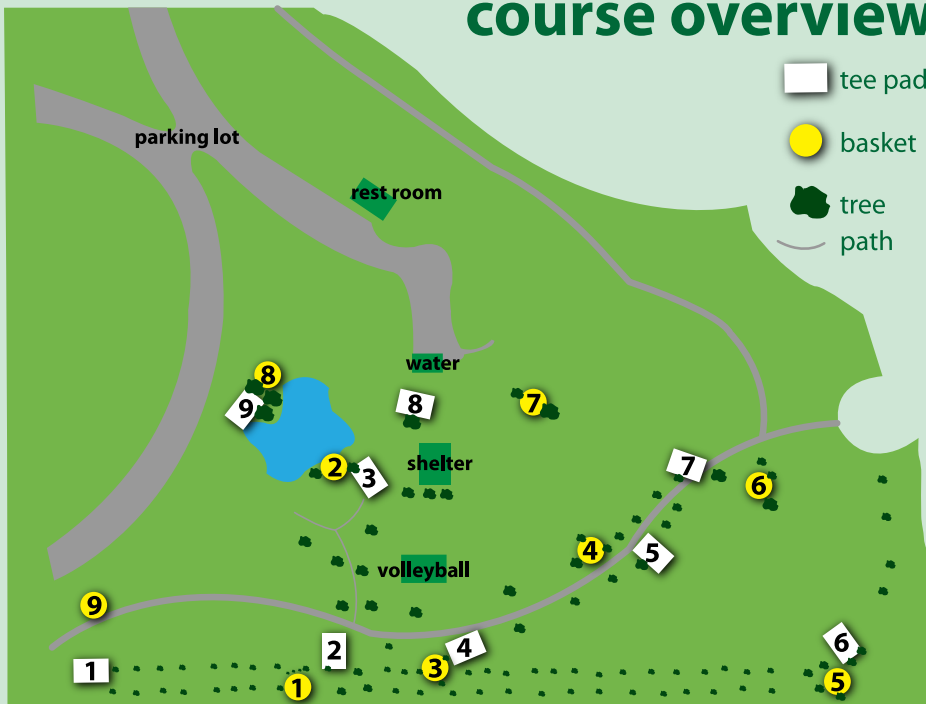 course overview
tee pad
basket
tree
path
parking lot
rest room
water
8
9
8
7
2
3
shelter
7
6
4
5
volleyball
9
1
2
1
3
4
6
5